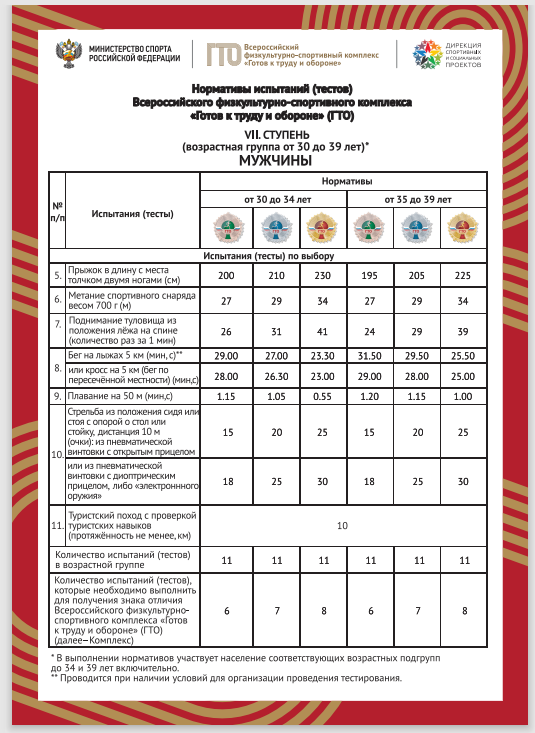 МИНИСТЕРСТВО СПОРТА
РОССИЙСКОЙ ФЕДЕРАЦИИ
ГТО
Всероссийский
физкультурно-спортивный комплекс
«Готов к труду и обороне»
ДИРЕКЦИЯ
СПОРТИВНЫХ
И СОЦИАЛЬНЫХ
ПРОЕКТОВ
Нормативы испытаний (тестов)
Всероссийского физкультурно-спортивного комплекса
«Готов к труду и обороне» (ГТО)
VII. СТУПЕНЬ
(возрастная группа от 30 до 39 лет)*
МУЖЧИНЫ
№
п/п
Испытания (тесты)
Нормативы
от 30 до 34 лет от 35 до 39 лет
ГТО ГТО ГТО ГТО ГТО ГТО
Испытания (тесты) по выбору
5. Прыжок в длину с места
толчком двумя ногами (см)
200 210 230 195 205 225
6. Метание спортивного снаряда
весом 700 г (м)
27 29 34 27 29 34
7. Поднимание туловища из
положения лёжа на спине
(количество раз за 1 мин)
26 31 41 24 29 39
8.
Бег на лыжах 5 км (мин, с)**
29.00 27.00 23.30 31.50 29.50 25.50
или кросс на 5 км (бег по
пересечённой местности) (мин,с)
28.00 26.30 23.00 29.00 28.00 25.00
9. Плавание на 50 м (мин,с) 1.15 1.05 0.55 1.20 1.15 1.00
10.
Стрельба из положения сидя или
стоя с опорой о стол или
стойку, дистанция 10 м
(очки): из пневматической
винтовки с открытым прицелом
15 20 25 15 20 25
или из пневматической
винтовки с диоптрическим
прицелом, либо «электроннного
оружия»
18 25 30 18 25 30
11. Туристский поход с проверкой
туристских навыков
(протяжённость не менее, км)
10
Количество испытаний (тестов)
в возрастной группе
11 11 11 11 11 11
Количество испытаний (тестов),
которые необходимо выполнить
для получения знака отличия
Всероссийского физкультурно-
спортивного комплекса «Готов
к труду и обороне» (ГТО)
(далее–Комплекс)
6 7 8 6 7 8
* В выполнении нормативов участвует население соответствующих возрастных подгрупп
до 34 и 39 лет включительно.
** Проводится при наличии условий для организации проведения тестирования.